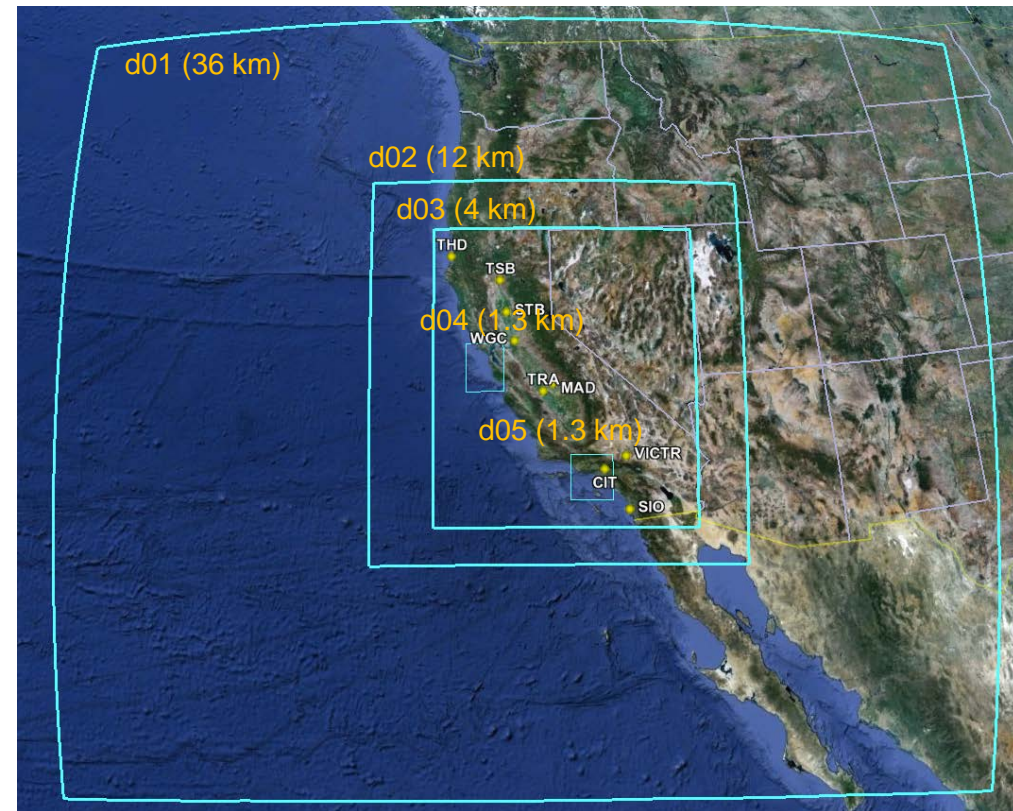 d01 (36 km)
d02 (12 km)
d03 (4 km)
THD
TSB
STB
d04 (1.3 km)
WGC
TRA
MAD
d05 (1.3 km)
VICTR
CIT
SIO